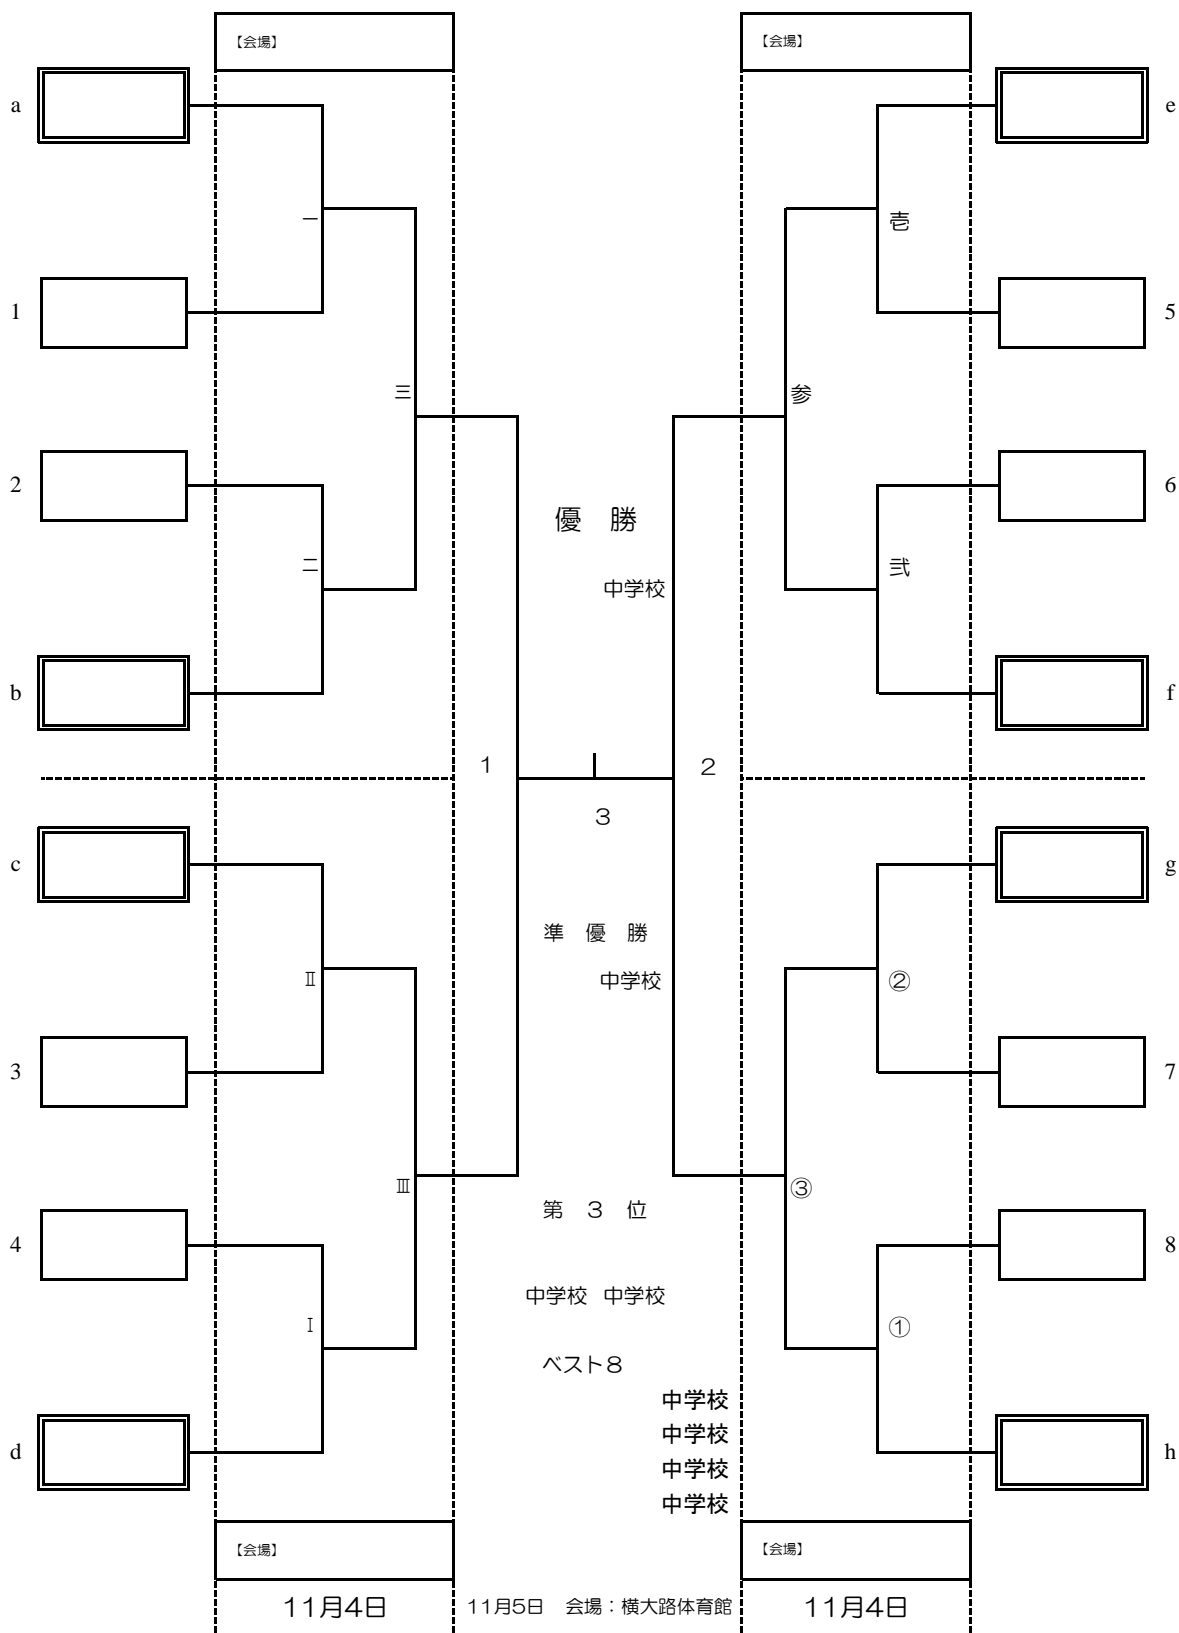 【会場】
【会場】
a
e
一
壱
1
5
三
参
2
6
優　勝
二
弐
中学校
b
f
1
2
3
c
g
準　優　勝
Ⅱ
②
中学校
3
7
Ⅲ
③
第　３　位
4
8
中学校　中学校
Ⅰ
①
ベスト８
中学校
中学校
d
h
中学校
中学校
【会場】
【会場】
11月4日
11月5日　会場：横大路体育館
11月4日